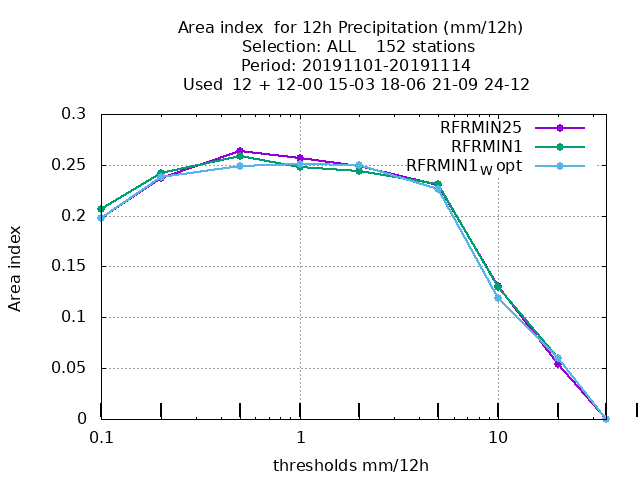 Area index  for 12h Precipitation (mm/12h)
Selection: ALL    152 stations
Period: 20191101-20191114
Used  12 + 12-00 15-03 18-06 21-09 24-12
0.3
RFRMIN25
RFRMIN1
RFRMIN1W opt
0.25
0.2
0.15
0.1
0.05
0
Area index
0.1
1
10
thresholds mm/12h